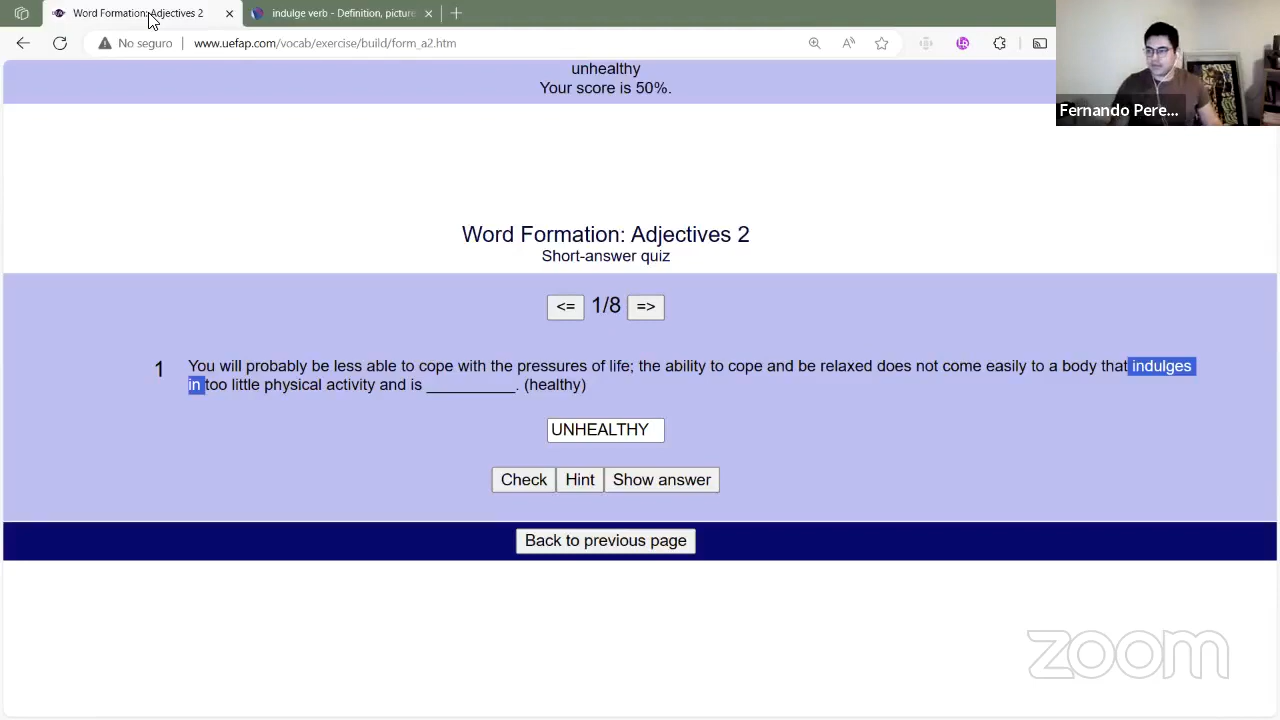 Word Formation: Adjectives 2
indulge verb - Definition, picture
No seguro
www.uefap.com/vocab/exercise/build/form_a2.htm
unhealthy
Your score is 50%.
Fernando Pere...
Word Formation: Adjectives 2
Short-answer quiz
<= 1/8 =>
1 You will probably be less able to cope with the pressures of life; the ability to cope and be relaxed does not come easily to a body that indulges
in too little physical activity and is ___________. (healthy)
UNHEALTHY
Check Hint Show answer
Back to previous page
zoom